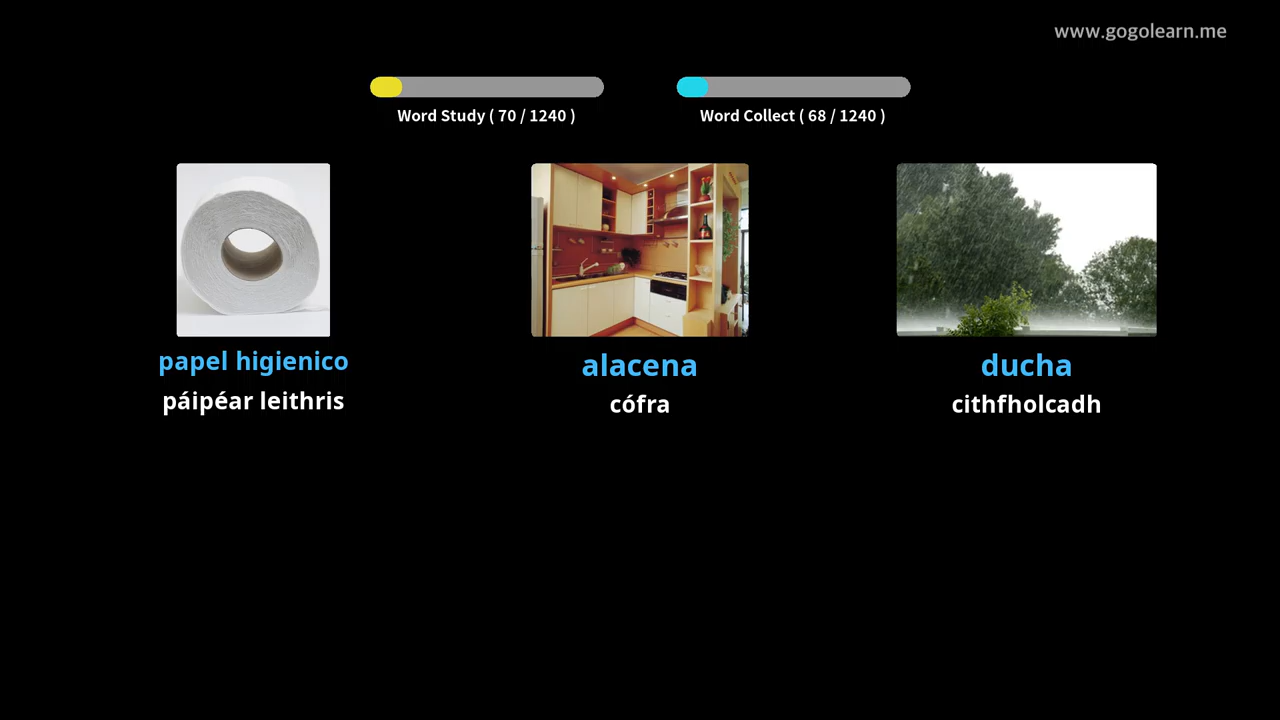 www.gogolearn.me
Word Study ( 70 / 1240 )
Word Collect ( 68 / 1240 )
papel higienico
páipéar leithris
alacena
cófra
ducha
cithfholcadh